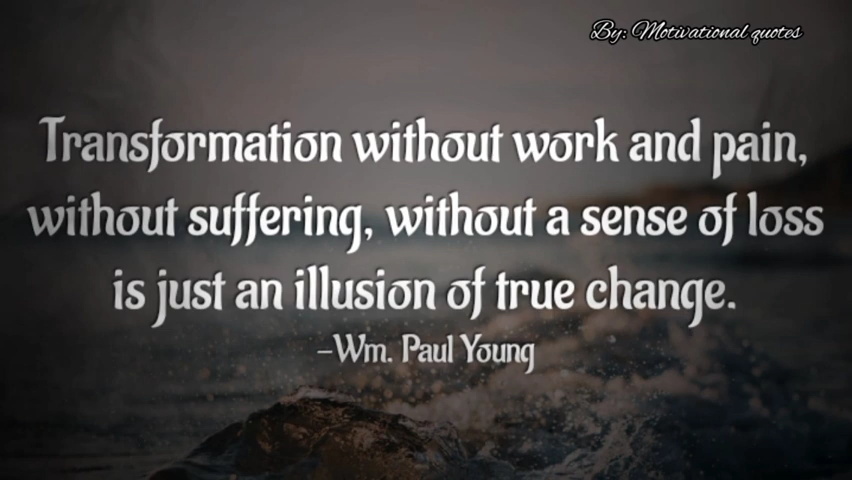 By: Motivational quotes
Transformation without work and pain,
without suffering, without a sense of loss
is just an illusion of true change.
–Wm. Paul Young